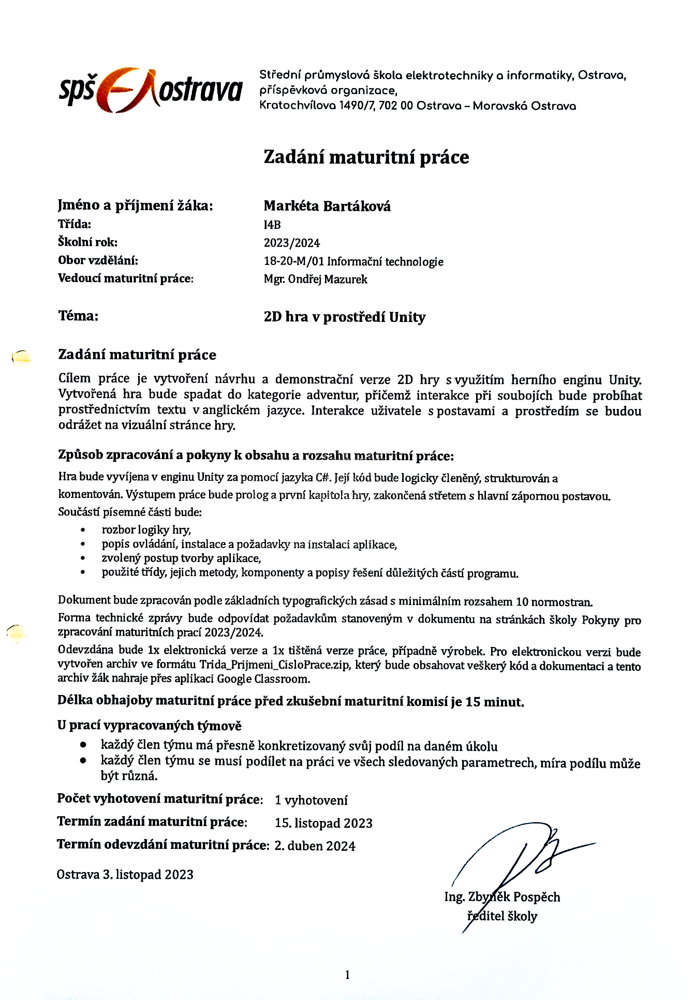 spš EI ostrava
Střední průmyslová škola elektrotechniky a informatiky, Ostrava,
příspěvková organizace,
Kratochvílova 1490/7, 702 00 Ostrava – Moravská Ostrava
Zadání maturitní práce
Jméno a příjmení žáka: Markéta Bartáková
Třída: I4B
Školní rok: 2023/2024
Obor vzdělání: 18-20-M/01 Informační technologie
Vedoucí maturitní práce: Mgr. Ondřej Mazurek
Téma: 2D hra v prostředí Unity
Zadání maturitní práce
Cílem práce je vytvoření návrhu a demonstrační verze 2D hry s využitím herního enginu Unity.
Vytvořená hra bude spadat do kategorie adventur, přičemž interakce při soubojích bude probíhat
prostřednictvím textu v anglickém jazyce. Interakce uživatele s postavami a prostředím se budou
odrážet na vizuální stránce hry.
Způsob zpracování a pokyny k obsahu a rozsahu maturitní práce:
Hra bude vyvíjena v enginu Unity za pomocí jazyka C#. Její kód bude logicky členěný, strukturován a
komentován. Výstupem práce bude prolog a první kapitola hry, zakončená střetem s hlavní zápornou postavou.
Součástí písemné části bude:
• rozbor logiky hry,
• popis ovládání, instalace a požadavky na instalaci aplikace,
• zvolený postup tvorby aplikace,
• použité třídy, jejich metody, komponenty a popisy řešení důležitých částí programu.
Dokument bude zpracován podle základních typografických zásad s minimálním rozsahem 10 normostran.
Forma technické zprávy bude odpovídat požadavkům stanoveným v dokumentu na stránkách školy Pokyny pro
zpracování maturitních prací 2023/2024.
Odevzdána bude 1x elektronická verze a 1x tištěná verze práce, případně výrobek. Pro elektronickou verzi bude
vytvořen archiv ve formátu Trida_Prijmeni_CisloPrace.zip, který bude obsahovat veškerý kód a dokumentaci a tento
archiv žák nahraje přes aplikaci Google Classroom.
Délka obhajoby maturitní práce před zkušební maturitní komisí je 15 minut.
U prací vypracovaných týmově
• každý člen týmu má přesně konkretizovaný svůj podíl na daném úkolu
• každý člen týmu se musí podílet na práci ve všech sledovaných parametrech, míra podílu může
být různá.
Počet vyhotovení maturitní práce: 1 vyhotovení
Termín zadání maturitní práce: 15. listopad 2023
Termín odevzdání maturitní práce: 2. duben 2024
Ostrava 3. listopad 2023
Ing. Zbyněk Pospěch
ředitel školy
1